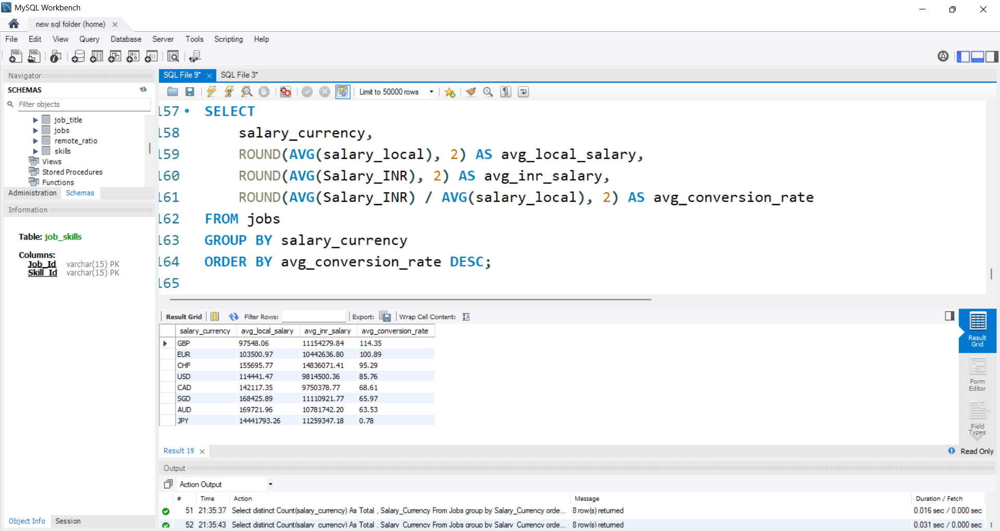 MySQL Workbench
new sql folder (home)
File Edit View Query Database Server Tools Scripting Help
Navigator
SCHEMAS
Filter objects
job_title
jobs
remote_ratio
skills
Views
Stored Procedures
Functions
Administration Schemas
Information
Table: job_skills
Columns:
Job_Id varchar(15) PK
Skill_Id varchar(15) PK
Object Info Session
SQL File 9* SQL File 3*
Limit to 50000 rows
157 SELECT
158 salary_currency,
159 ROUND(AVG(salary_local), 2) AS avg_local_salary,
160 ROUND(AVG(Salary_INR), 2) AS avg_inr_salary,
161 ROUND(AVG(Salary_INR) / AVG(salary_local), 2) AS avg_conversion_rate
162 FROM jobs
163 GROUP BY salary_currency
164 ORDER BY avg_conversion_rate DESC;
165
Result Grid Filter Rows: Export: Wrap Cell Content:
salary_currency avg_local_salary avg_inr_salary avg_conversion_rate
GBP 97548.06 11154279.84 114.35
EUR 103500.97 10442636.80 100.89
CHF 155695.77 14836071.41 95.29
USD 114441.47 9814500.36 85.76
CAD 142117.35 9750378.77 68.61
SGD 168425.89 11110921.77 65.97
AUD 169721.96 10781742.20 63.53
JPY 14441793.26 11259347.18 0.78
Result
Grid
Form
Editor
Field
Types
Result 19
Read Only
Output
Action Output
# Time Action Message Duration / Fetch
51 21:35:37 Select distinct Count(salary_currency) As Total , Salary_Currency From Jobs group by Salary_Currency orde... 8 row(s) returned 0.016 sec / 0.000 sec
52 21:35:43 Select distinct Count(salary_currency) As Total , Salary_Currency From Jobs group by Salary_Currency orde... 8 row(s) returned 0.031 sec / 0.000 sec